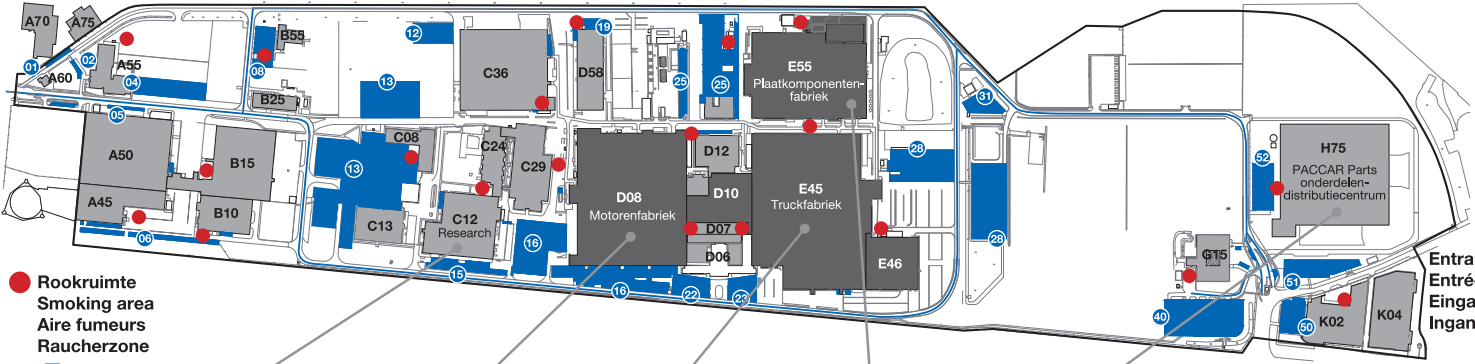 A70
A75
B55
12
19
D58
C36
25
25
E55
Plaatkomponenten-
fabriek
01
02
A60
A55
04
08
B25
13
31
05
A50
B15
C08
C24
C29
D12
28
52
H75
PACCAR Parts
onderdelen-
distributiecentrum
13
D08
Motorenfabriek
D10
E45
Truckfabriek
A45
B10
C13
C12
Research
D07
16
D06
28
06
E46
G15
15
16
22
23
51
40
50
K02
K04
Rookruimte
Smoking area
Aire fumeurs
Raucherzone
Entra
Entré
Einga
Ingan